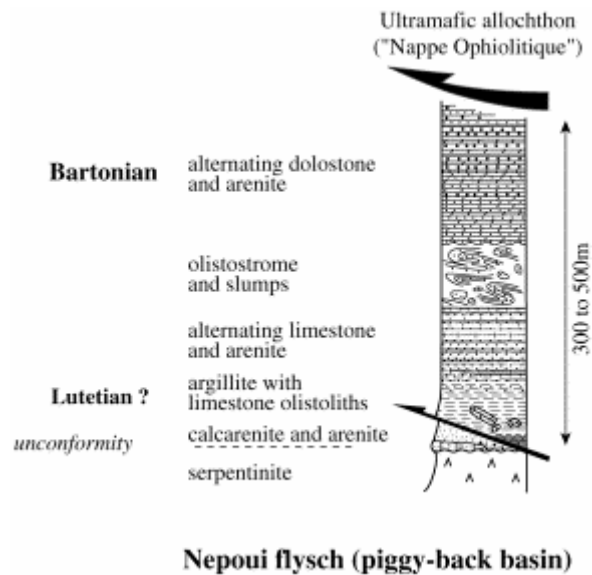 Ultramafic allochthon
("Nappe Ophiolitique")
Bartonian
alternating dolostone
and arenite
olistostrome
and slumps
300 to 500m
alternating limestone
and arenite
Lutetian ?
argillite with
limestone olistoliths
unconformity
calcarenite and arenite
serpentinite
Nepoui flysch (piggy-back basin)